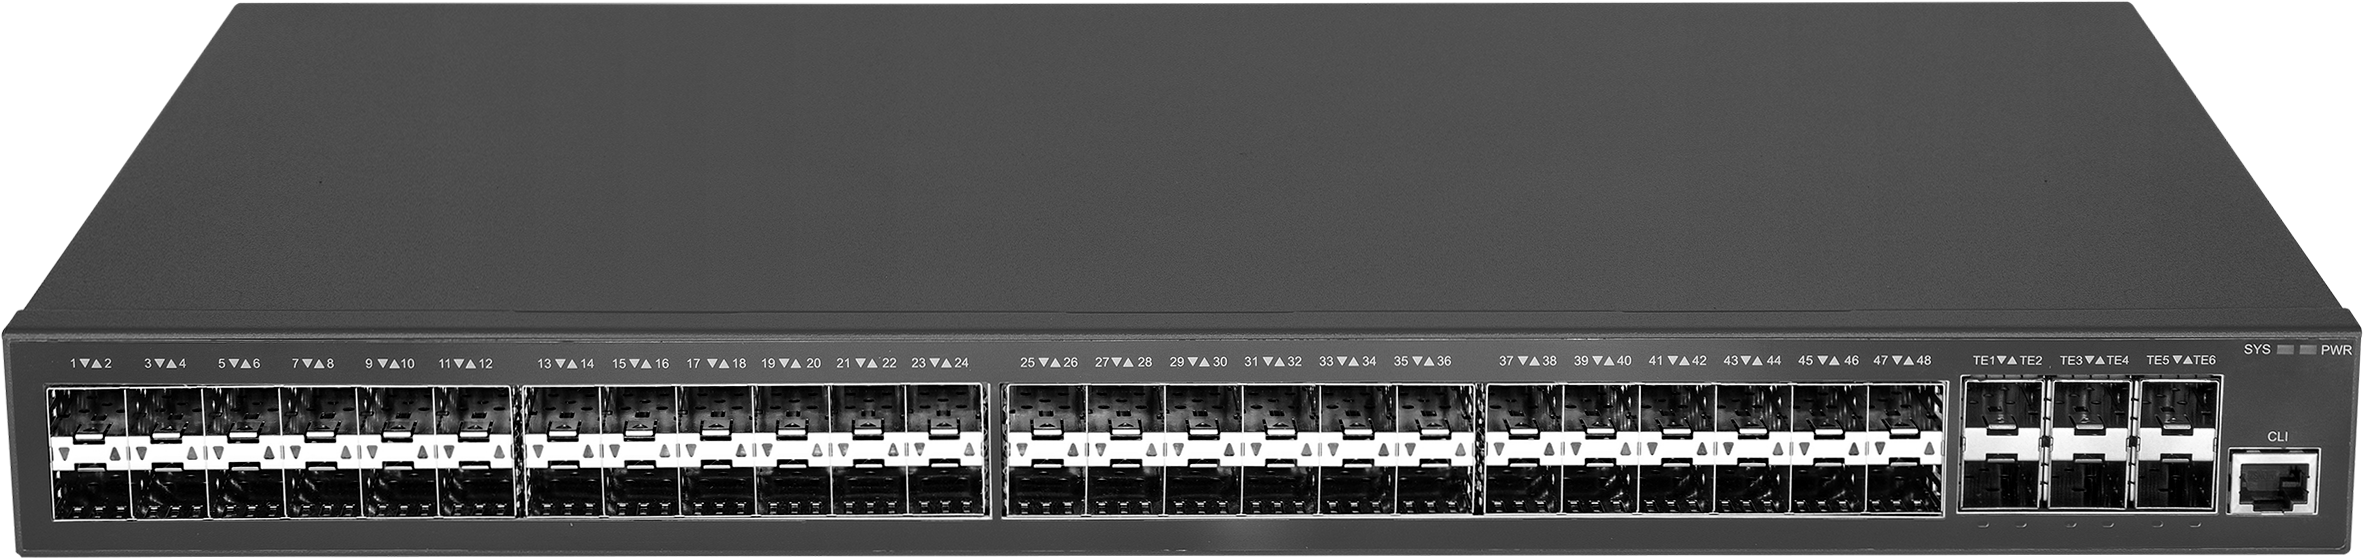 1▼▲2 3▼▲4 5▼▲6 7▼▲8 9▼▲10 11▼▲12 13▼▲14 15▼▲16 17▼▲18 19▼▲20 21▼▲22 23▼▲24 25▼▲26 27▼▲28 29▼▲30 31▼▲32 33▼▲34 35▼▲36 37▼▲38 39▼▲40 41▼▲42 43▼▲44 45▼▲46 47▼▲48 TE1▼▲TE2 TE3▼▲TE4 TE5▼▲TE6 SYS PWR
CLI